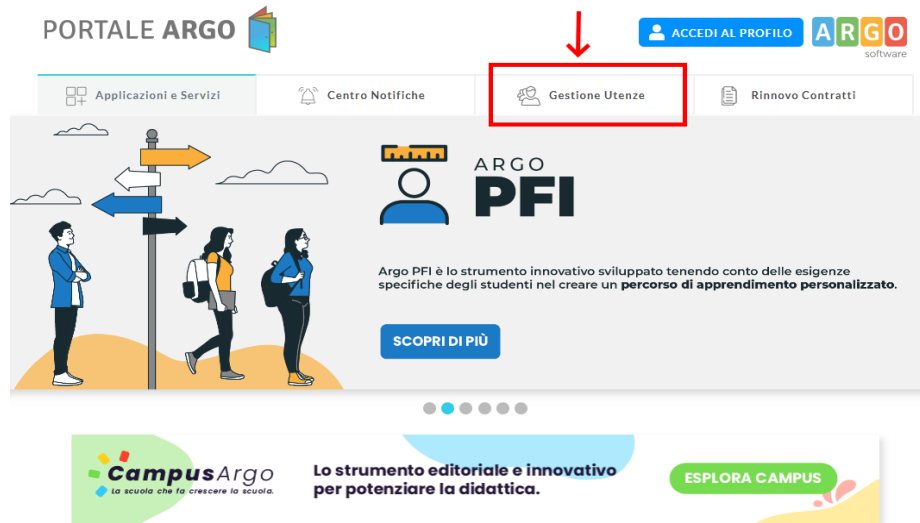 PORTALE ARGO
ACCEDI AL PROFILO
ARGO
software
Applicazioni e Servizi
Centro Notifiche
Gestione Utenze
Rinnovo Contratti
ARGO
PFI
Argo PFI è lo strumento innovativo sviluppato tenendo conto delle esigenze
specifiche degli studenti nel creare un percorso di apprendimento personalizzato.
SCOPRI DI PIÙ
CampusArgo
La scuola che fa crescere la scuola.
Lo strumento editoriale e innovativo
per potenziare la didattica.
ESPLORA CAMPUS